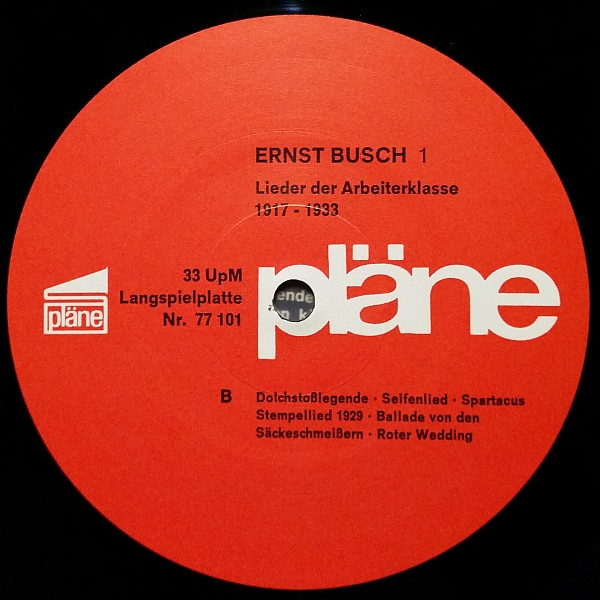 ERNST BUSCH 1
Lieder der Arbeiterklasse
1917 - 1933
33 UpM
Langspielplatte
Nr. 77 101
pläne
pläne
B
Dolchstoßlegende · Seifenlied · Spartacus
Stempellied 1929 · Ballade von den
Säckeschmeißern · Roter Wedding